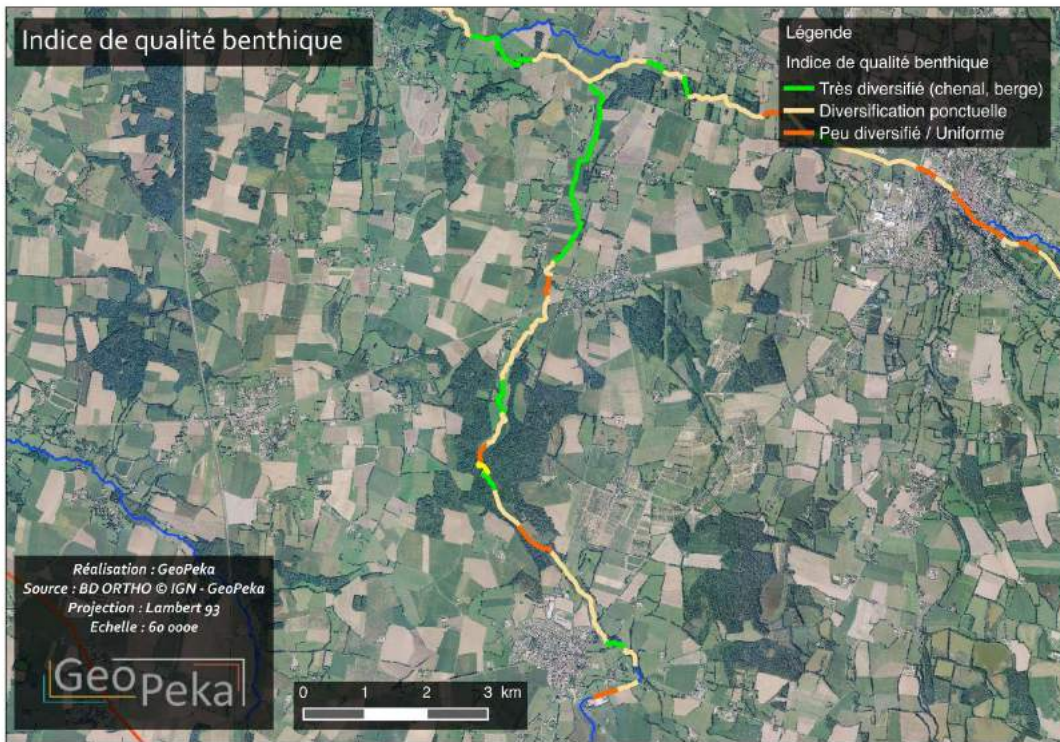 Indice de qualité benthique
Légende
Indice de qualité benthique
Très diversifié (chenal, berge)
Diversification ponctuelle
Peu diversifié / Uniforme
Réalisation : GeoPeka
Source : BD ORTHO © IGN - GeoPeka
Projection : Lambert 93
Echelle : 60 000e
GeoPeka
0 1 2 3 km